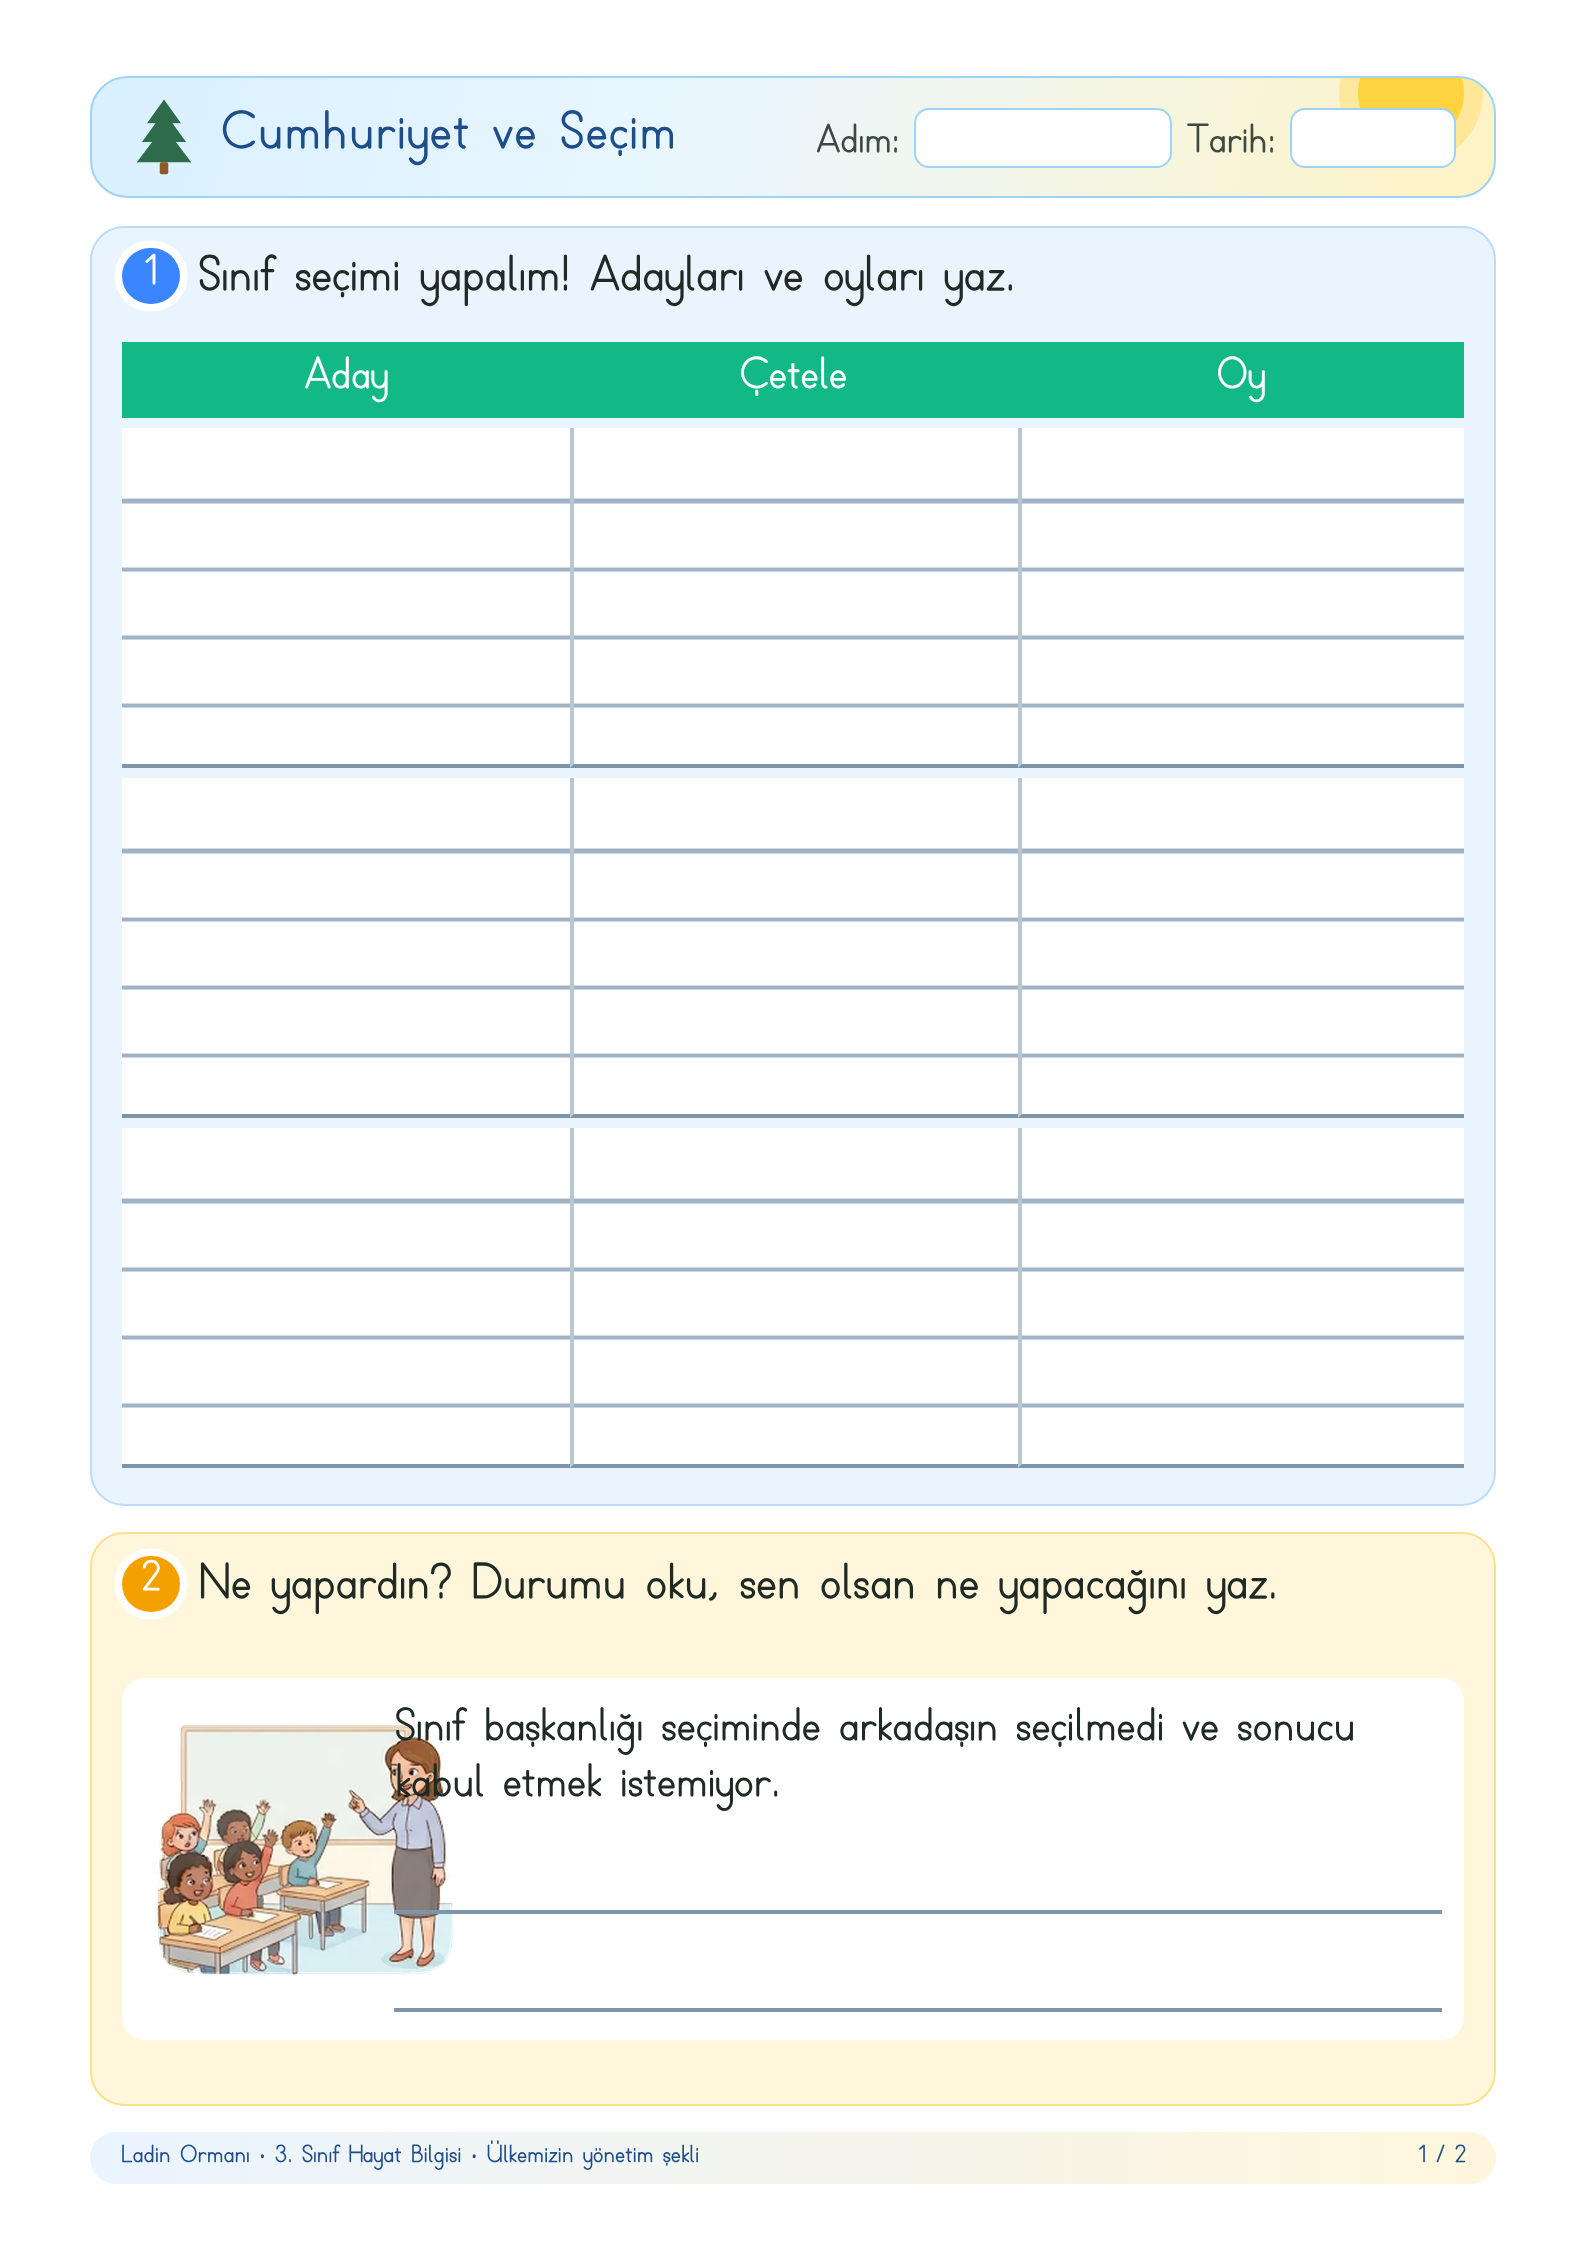 Cumhuriyet ve Seçim
Adım:
Tarih:
1 Sınıf seçimi yapalım! Adayları ve oyları yaz.
Aday Çetele Oy
2 Ne yapardın? Durumu oku, sen olsan ne yapacağını yaz.
Sınıf başkanlığı seçiminde arkadaşın seçilmedi ve sonucu
kabul etmek istemiyor.
Ladin Ormanı • 3. Sınıf Hayat Bilgisi • Ülkemizin yönetim şekli
1 / 2